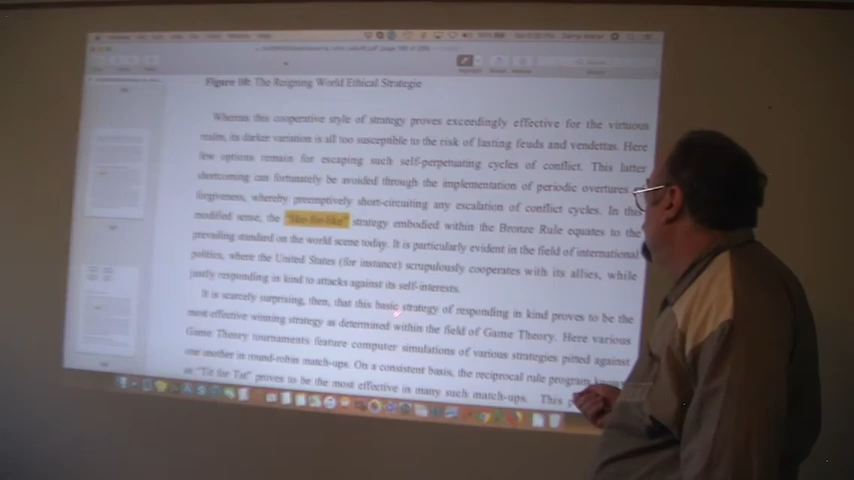 Figure 1H: The Reigning World Ethical Strategie
Whereas this cooperative style of strategy proves exceedingly effective for the virtuous
realm, its darker variation is all too susceptible to the risk of lasting feuds and vendettas. Here
few options remain for escaping such self-perpetuating cycles of conflict. This latter
shortcoming can fortunately be avoided through the implementation of periodic overtures
forgiveness, whereby preemptively short-circuiting any escalation of conflict cycles. In this
modified sense, the "like-for-like" strategy embodied within the Bronze Rule equates to the
prevailing standard on the world scene today. It is particularly evident in the field of international
politics, where the United States (for instance) scrupulously cooperates with its allies, while
justly responding in kind to attacks against its self-interests.
It is scarcely surprising, then, that this basic strategy of responding in kind proves to be the
most effective winning strategy as determined within the field of Game Theory. Here various
Game Theory tournaments feature computer simulations of various strategies pitted against
one another in round-robin match-ups. On a consistent basis, the reciprocal rule program known
as "Tit for Tat" proves to be the most effective in many such match-ups. This